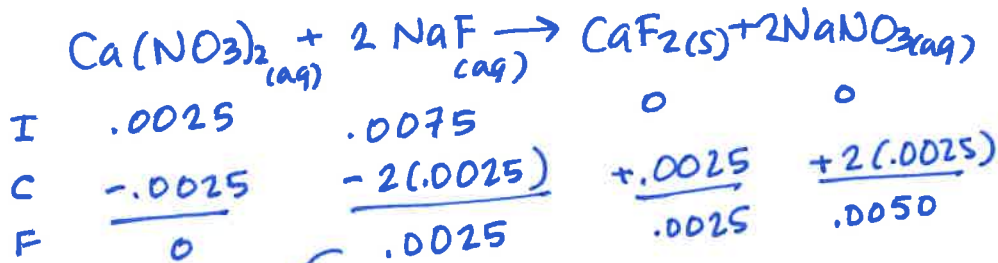 Ca(NO3)2 (aq) + 2 NaF (aq) → CaF2(s) + 2NaNO3(aq)
I .0025 .0075 0 0
C -.0025 -2(.0025) +.0025 +2(.0025)
F 0 .0025 .0025 .0050